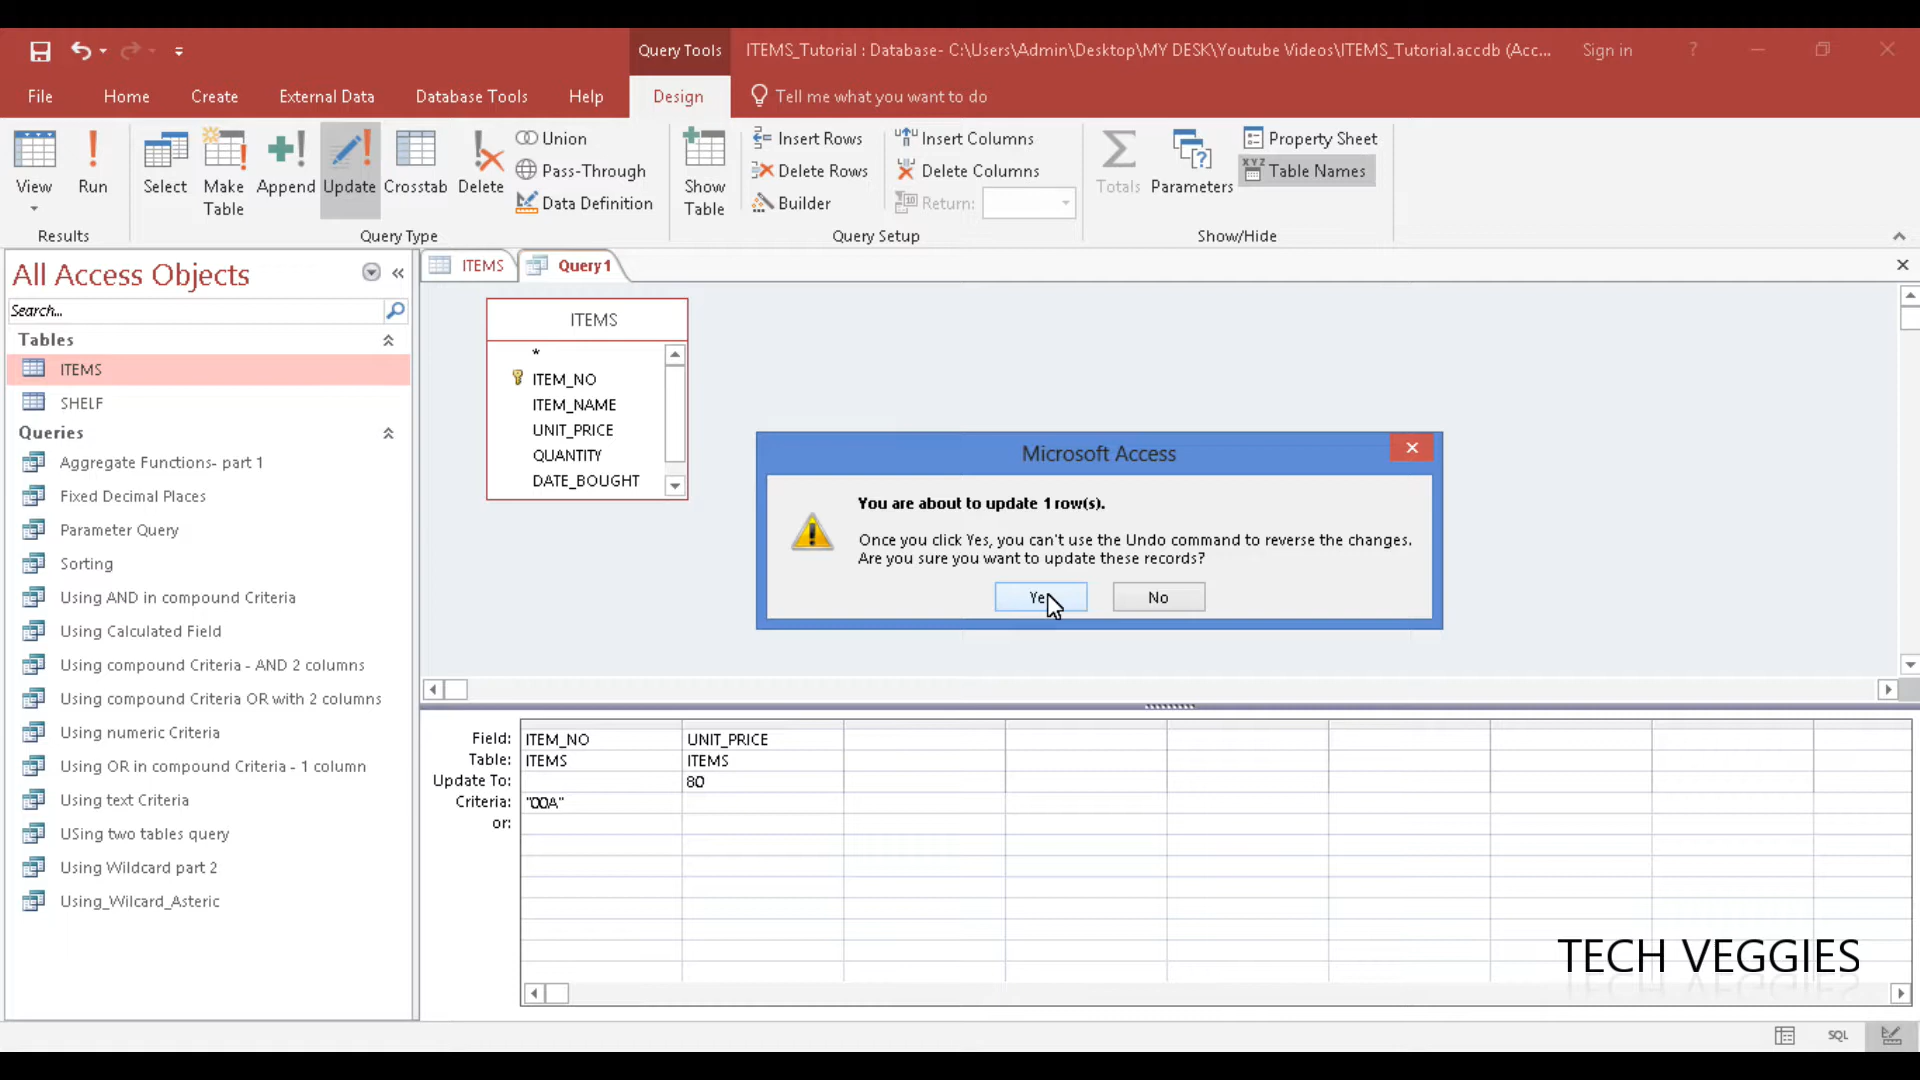 Query Tools
ITEMS_Tutorial : Database- C:\Users\Admin\Desktop\MY DESK\Youtube Videos\ITEMS_Tutorial.accdb (Acc...
Sign in
?
File
Home
Create
External Data
Database Tools
Help
Design
Tell me what you want to do
View
Run
Select
Make
Table
Append
Update
Crosstab
Delete
Union
Pass-Through
Data Definition
Show
Table
Insert Rows
Delete Rows
Builder
Insert Columns
Delete Columns
Return:
Totals
Parameters
Property Sheet
Table Names
Results
Query Type
Query Setup
Show/Hide
All Access Objects
Search...
Tables
ITEMS
SHELF
Queries
Aggregate Functions- part 1
Fixed Decimal Places
Parameter Query
Sorting
Using AND in compound Criteria
Using Calculated Field
Using compound Criteria - AND 2 columns
Using compound Criteria OR with 2 columns
Using numeric Criteria
Using OR in compound Criteria - 1 column
Using text Criteria
USing two tables query
Using Wildcard part 2
Using_Wilcard_Asteric
ITEMS
Query1
ITEMS
*
ITEM_NO
ITEM_NAME
UNIT_PRICE
QUANTITY
DATE_BOUGHT
Microsoft Access
You are about to update 1 row(s).
Once you click Yes, you can't use the Undo command to reverse the changes.
Are you sure you want to update these records?
No
Field: ITEM_NO UNIT_PRICE
Table: ITEMS ITEMS
Update To: 80
Criteria: "00A"
or:
TECH VEGGIES
SQL